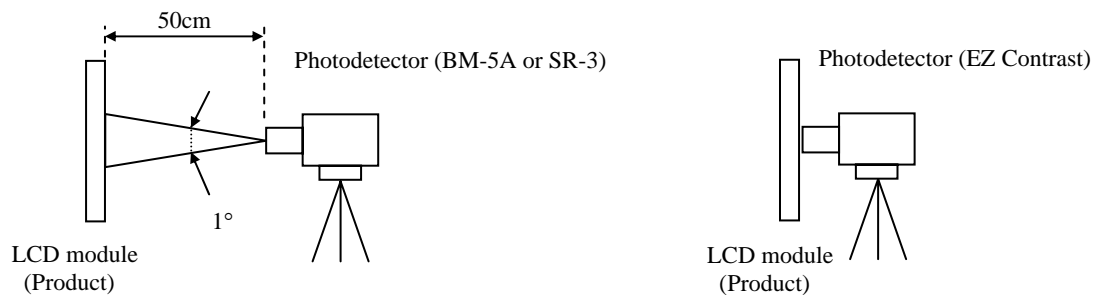 50cm
Photodetector (BM-5A or SR-3)
1°
LCD module
(Product)
Photodetector (EZ Contrast)
LCD module
(Product)